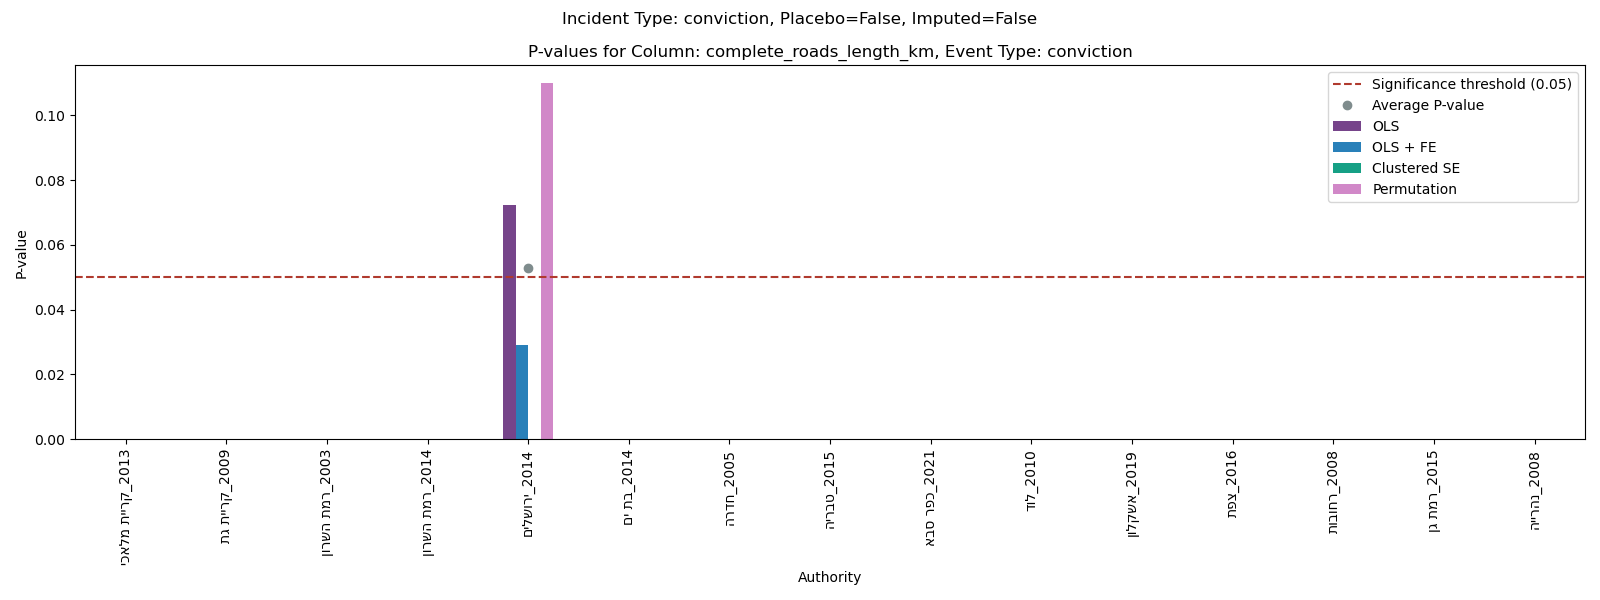 Incident Type: conviction, Placebo=False, Imputed=False
P-values for Column: complete_roads_length_km, Event Type: conviction
Significance threshold (0.05)
Average P-value
OLS
OLS + FE
Clustered SE
Permutation
P-value
0.10
0.08
0.06
0.04
0.02
0.00
קריית מלאכי_2013
קריית גת_2009
רמת השרון_2003
רמת השרון_2014
ירושלים_2014
בת ים_2014
חדרה_2005
טבריה_2015
כפר סבא_2021
לוד_2010
אשקלון_2019
צפת_2016
רחובות_2008
רמת גן_2015
נהרייה_2008
Authority